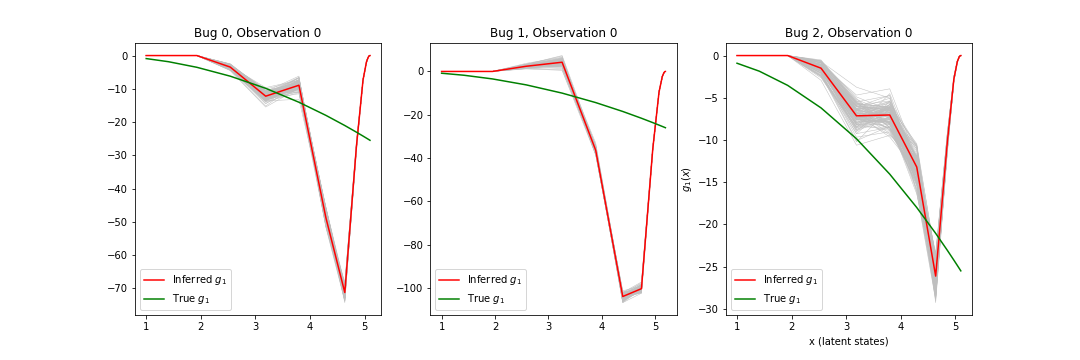 Bug 0, Observation 0
0
−10
−20
−30
−40
−50
−60
−70
1 2 3 4 5
Inferred g₁
True g₁
Bug 1, Observation 0
0
−20
−40
−60
−80
−100
1 2 3 4 5
Inferred g₁
True g₁
Bug 2, Observation 0
g₁(x)
0
−5
−10
−15
−20
−25
−30
1 2 3 4 5
x (latent states)
Inferred g₁
True g₁